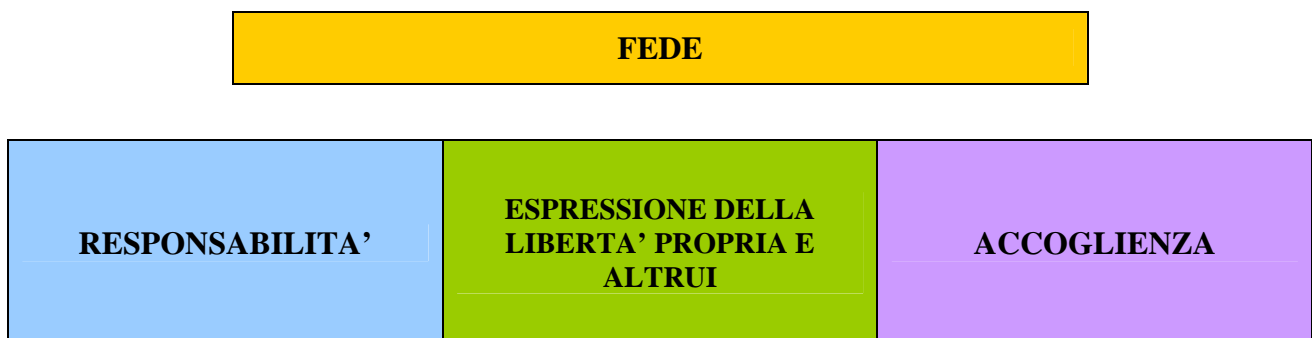 FEDE
RESPONSABILITA’
ESPRESSIONE DELLA
LIBERTA’ PROPRIA E
ALTRUI
ACCOGLIENZA